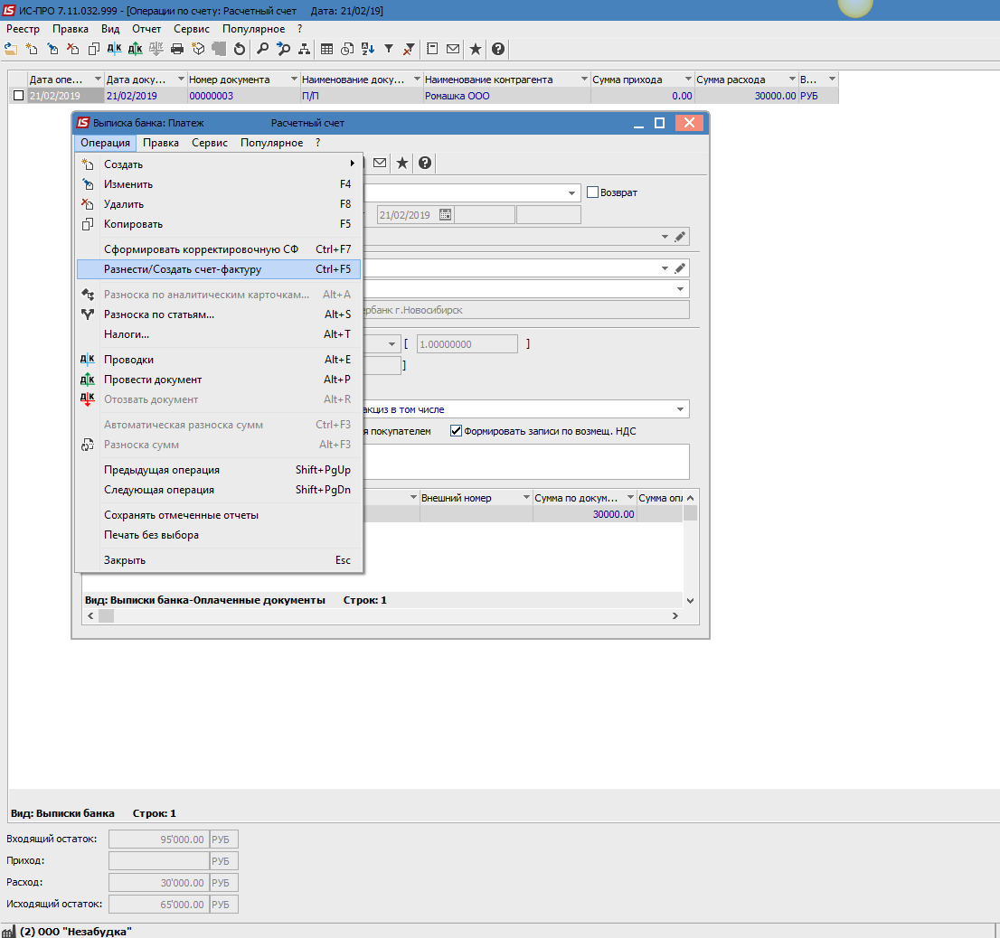 ИС-ПРО 7.11.032.999 - [Операции по счету: Расчетный счет Дата: 21/02/19]
Реестр Правка Вид Отчет Сервис Популярное ?
Дата опе... Дата доку... Номер документа Наименование доку... Наименование контрагента Сумма прихода Сумма расхода В...
21/02/2019 21/02/2019 00000003 П/П Ромашка ООО 0.00 30000.00 РУБ
Выписка банка: Платеж Расчетный счет
Операция Правка Сервис Популярное ?
Создать
Изменить F4
Удалить F8
Копировать F5
Сформировать корректировочную СФ Ctrl+F7
Разнести/Создать счет-фактуру Ctrl+F5
Разноска по аналитическим карточкам... Alt+A
Разноска по статьям... Alt+S
Налоги... Alt+T
Проводки Alt+E
Провести документ Alt+P
Отозвать документ Alt+R
Автоматическая разноска сумм Ctrl+F3
Разноска сумм Alt+F3
Предыдущая операция Shift+PgUp
Следующая операция Shift+PgDn
Сохранять отмеченные отчеты
Печать без выбора
Закрыть Esc
Возврат
21/02/2019
ербанк г.Новосибирск
[ 1.00000000 ]
]
акциз в том числе
я покупателем Формировать записи по возмещ. НДС
Внешний номер Сумма по докум... Сумма опл
30000.00
Вид: Выписки банка-Оплаченные документы Строк: 1
Вид: Выписки банка Строк: 1
Входящий остаток: 95'000.00 РУБ
Приход: РУБ
Расход: 30'000.00 РУБ
Исходящий остаток: 65'000.00 РУБ
(2) ООО "Незабудка"